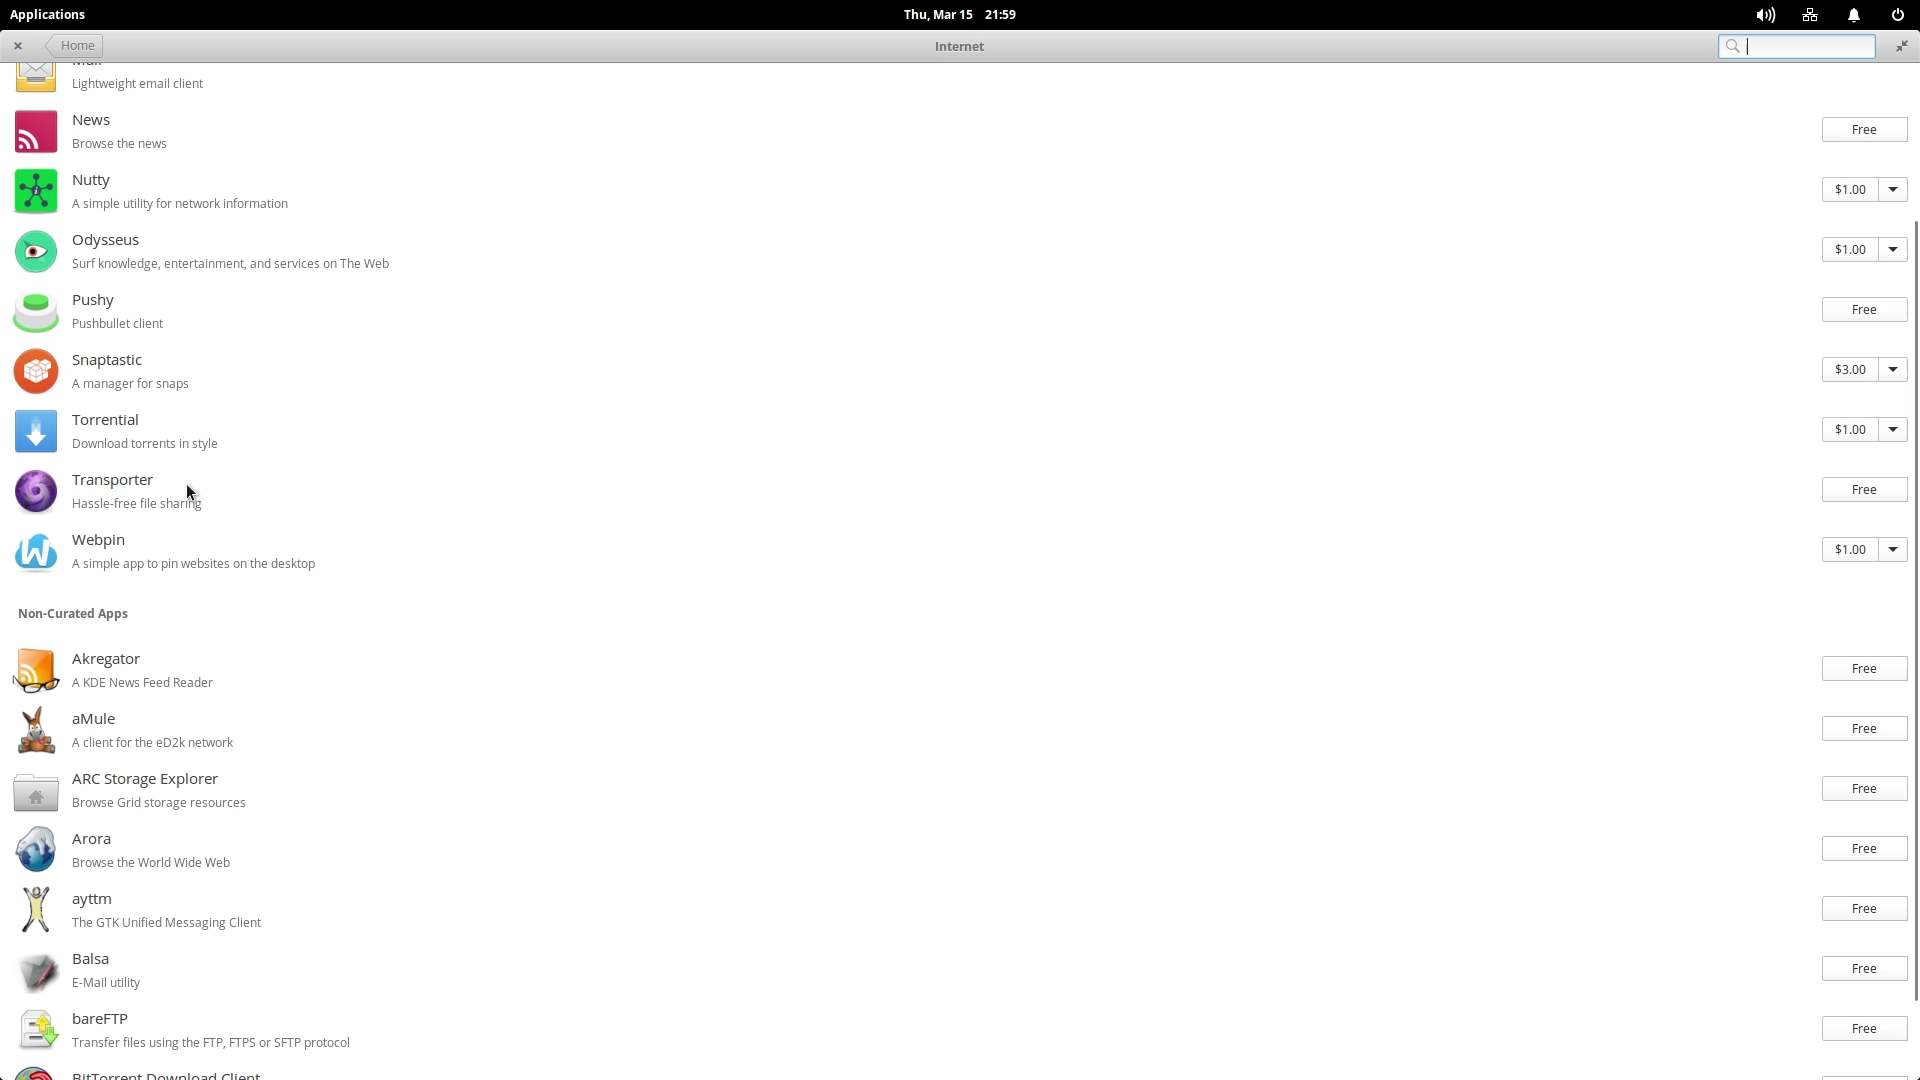 Applications
Thu, Mar 15 21:59
Home
Internet
Mail
Lightweight email client
News
Browse the news
Free
Nutty
A simple utility for network information
$1.00
Odysseus
Surf knowledge, entertainment, and services on The Web
$1.00
Pushy
Pushbullet client
Free
Snaptastic
A manager for snaps
$3.00
Torrential
Download torrents in style
$1.00
Transporter
Hassle-free file sharing
Free
Webpin
A simple app to pin websites on the desktop
$1.00
Non-Curated Apps
Akregator
A KDE News Feed Reader
Free
aMule
A client for the eD2k network
Free
ARC Storage Explorer
Browse Grid storage resources
Free
Arora
Browse the World Wide Web
Free
ayttm
The GTK Unified Messaging Client
Free
Balsa
E-Mail utility
Free
bareFTP
Transfer files using the FTP, FTPS or SFTP protocol
Free
BitTorrent Download Client